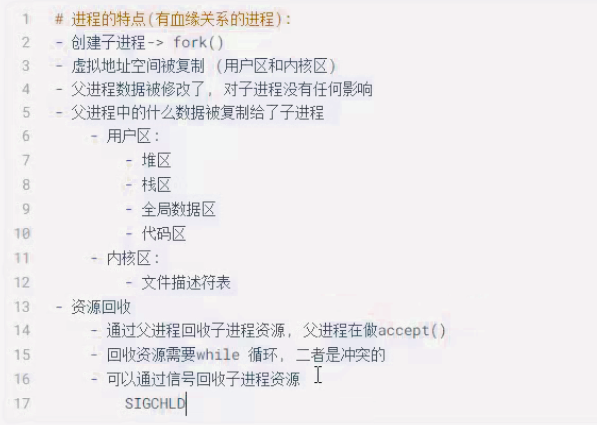 1 # 进程的特点(有血缘关系的进程):
2 - 创建子进程-> fork()
3 - 虚拟地址空间被复制 (用户区和内核区)
4 - 父进程数据被修改了, 对子进程没有任何影响
5 - 父进程中的什么数据被复制给了子进程
6 - 用户区:
7 - 堆区
8 - 栈区
9 - 全局数据区
10 - 代码区
11 - 内核区:
12 - 文件描述符表
13 - 资源回收
14 - 通过父进程回收子进程资源, 父进程在做accept()
15 - 回收资源需要while 循环, 二者是冲突的
16 - 可以通过信号回收子进程资源
17 SIGCHLD